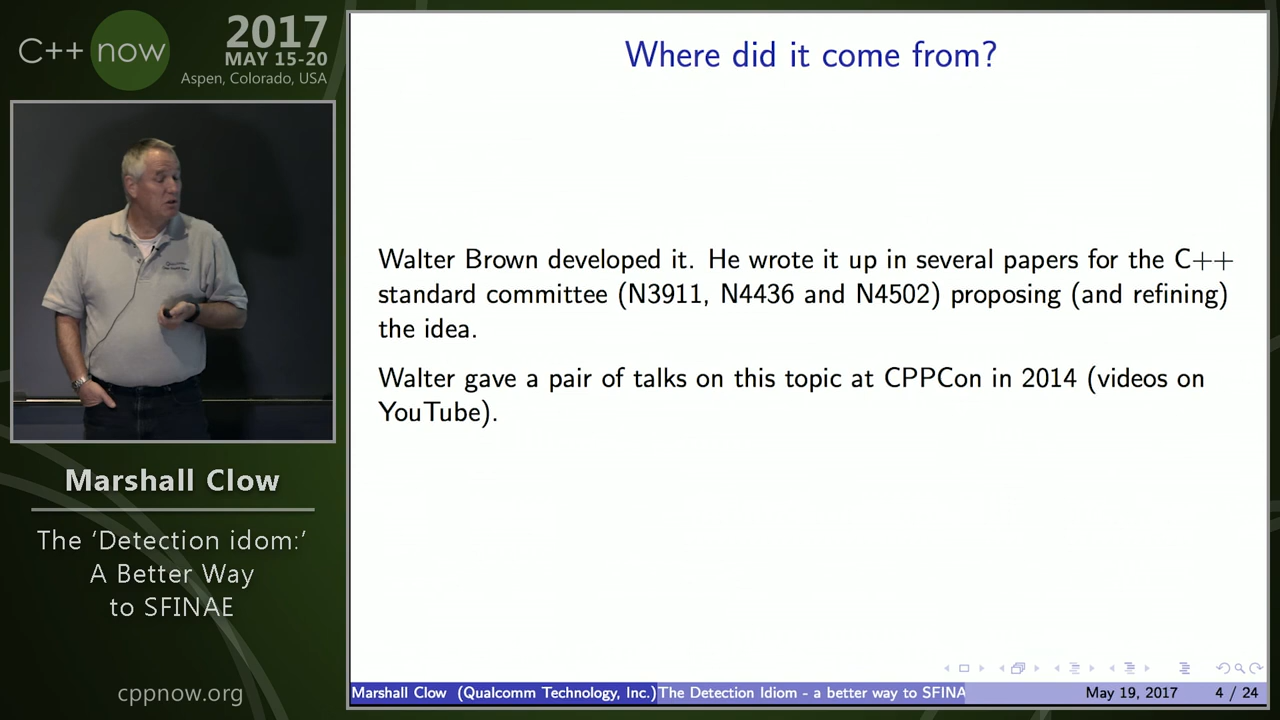 C++ now
2017
MAY 15-20
Aspen, Colorado, USA
Marshall Clow
The ‘Detection idom:’
A Better Way
to SFINAE
cppnow.org
Where did it come from?
Walter Brown developed it. He wrote it up in several papers for the C++
standard committee (N3911, N4436 and N4502) proposing (and refining)
the idea.
Walter gave a pair of talks on this topic at CPPCon in 2014 (videos on
YouTube).
Marshall Clow (Qualcomm Technology, Inc.) The Detection Idiom - a better way to SFINA May 19, 2017 4 / 24